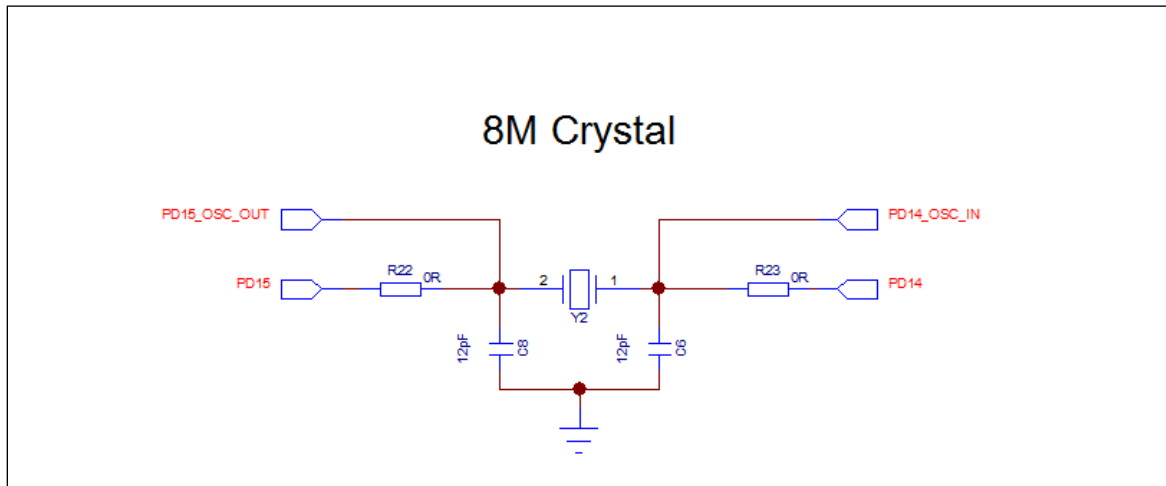 8M Crystal
PD15_OSC_OUT
PD14_OSC_IN
PD15
R22
0R
2
1
Y2
R23
0R
PD14
12pF
C8
12pF
C6